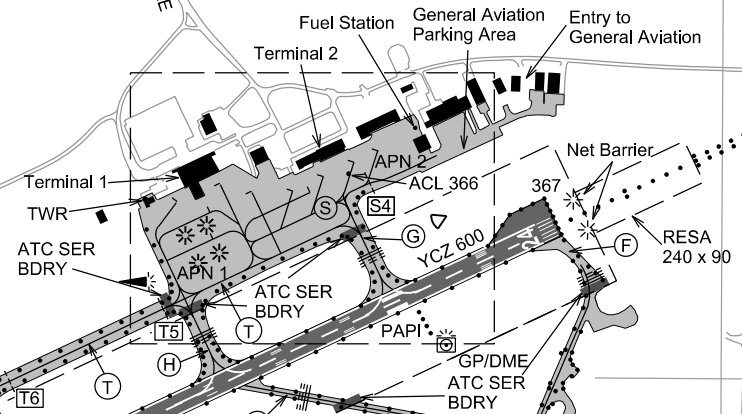 General Aviation
Parking Area
Entry to
General Aviation
Fuel Station
Terminal 2
Net Barrier
APN 2
Terminal 1
ACL 366
367
TWR
S
S4
G
YCZ 600
24
F
RESA
240 x 90
ATC SER
BDRY
APN 1
ATC SER
BDRY
T5
T
PAPI
H
GP/DME
ATC SER
BDRY
T
T6